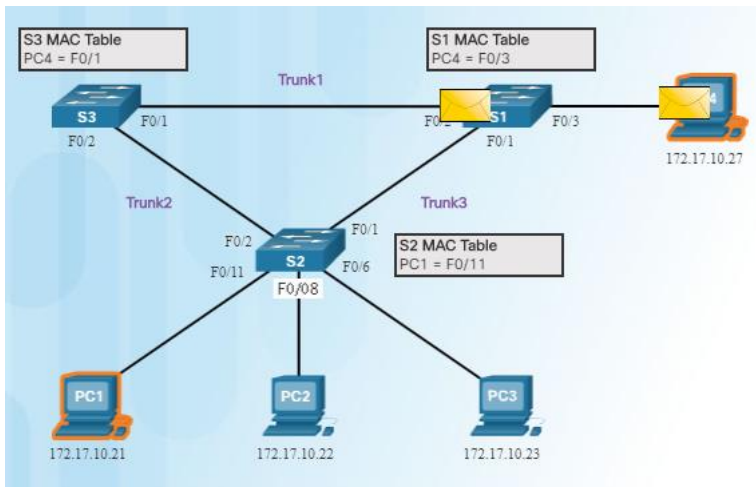 S3 MAC Table
PC4 = F0/1
S1 MAC Table
PC4 = F0/3
Trunk1
S3
F0/1
F0/2
S1
F0/3
F0/1
172.17.10.27
Trunk2
Trunk3
F0/2
F0/1
S2
F0/11
F0/6
F0/08
S2 MAC Table
PC1 = F0/11
PC1
PC2
PC3
172.17.10.21
172.17.10.22
172.17.10.23